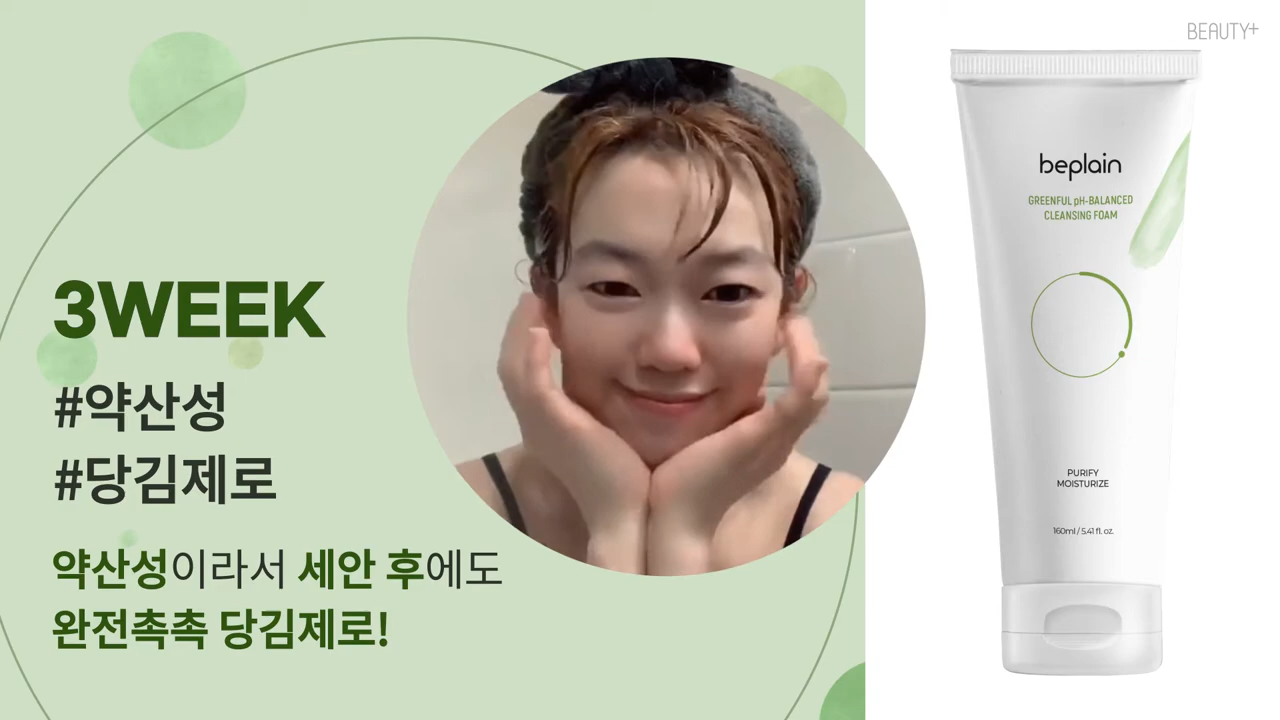 3WEEK
#약산성
#당김제로
약산성이라서 세안 후에도
완전촉촉 당김제로!
BEAUTY+
beplain
GREENFUL pH-BALANCED
CLEANSING FOAM
PURIFY
MOISTURIZE
160ml / 5.41 fl. oz.